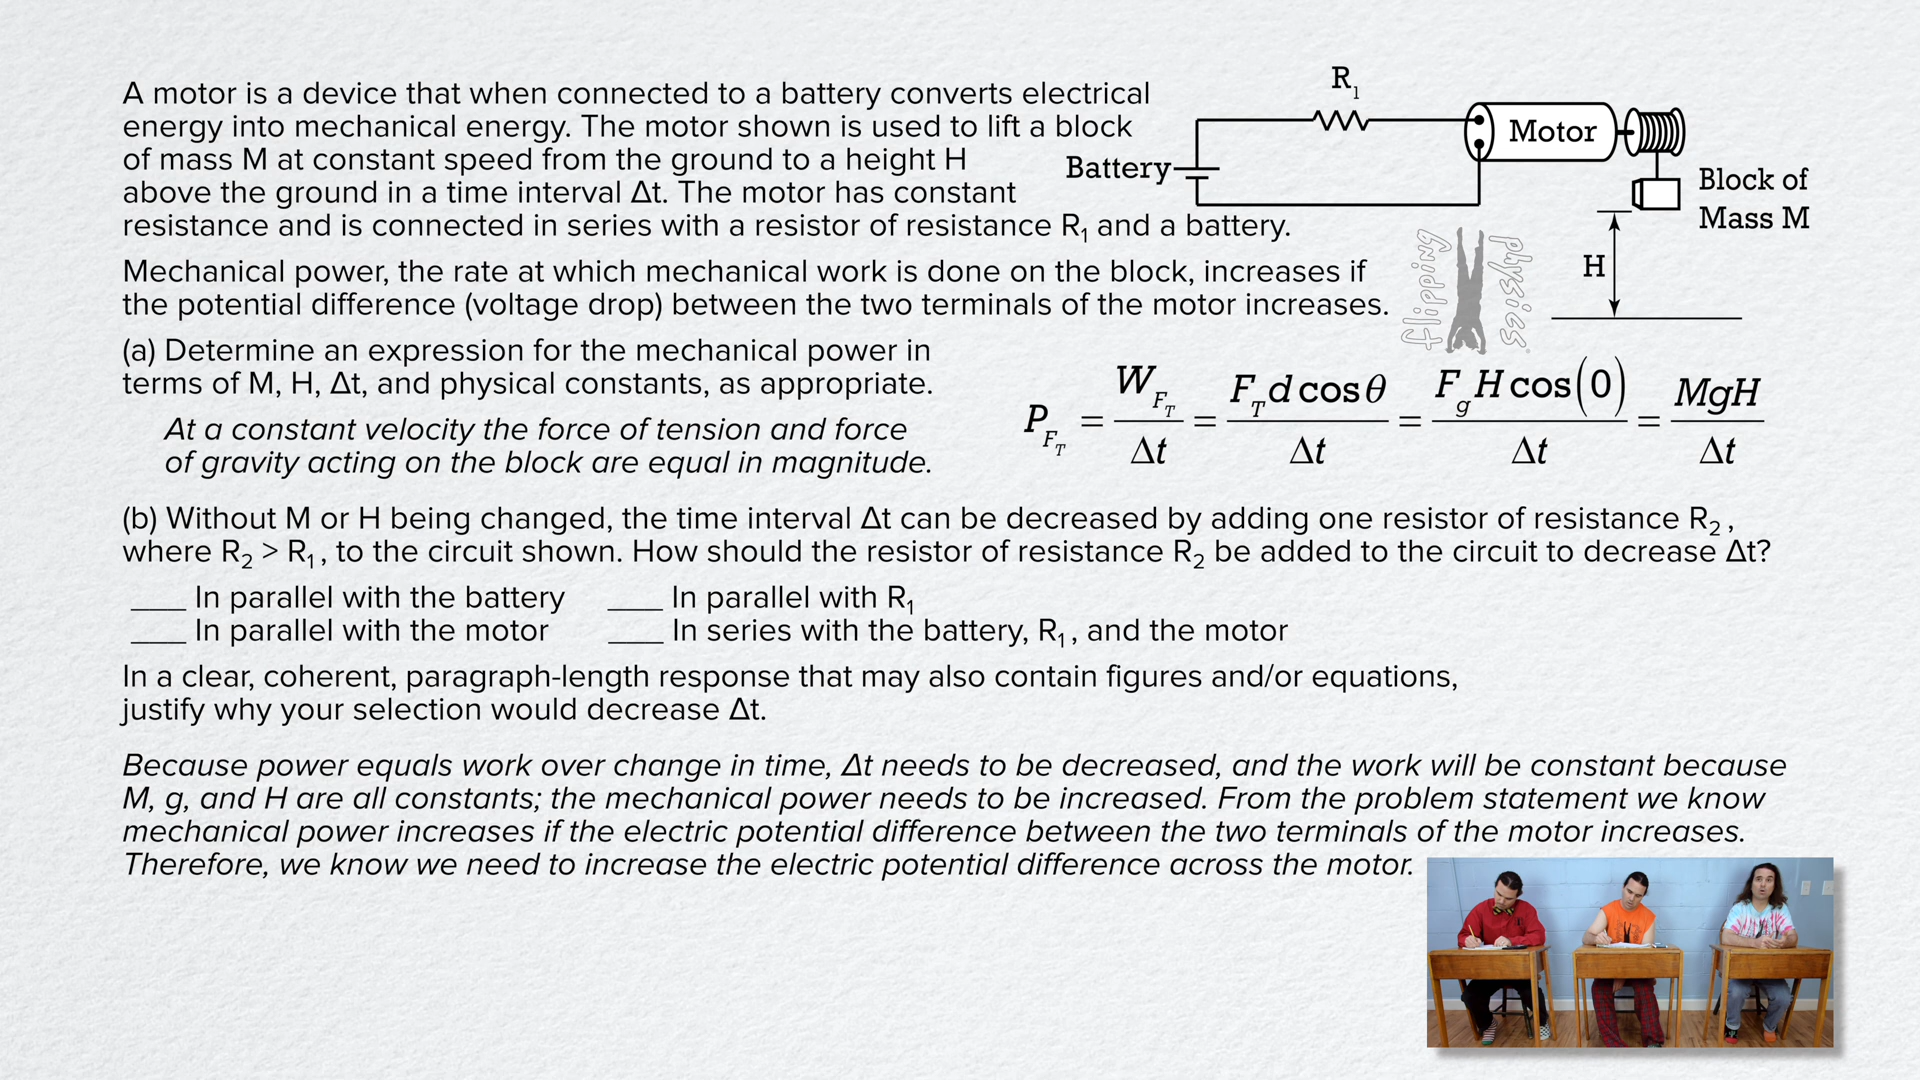 A motor is a device that when connected to a battery converts electrical
energy into mechanical energy. The motor shown is used to lift a block
of mass M at constant speed from the ground to a height H
above the ground in a time interval Δt. The motor has constant
resistance and is connected in series with a resistor of resistance R₁ and a battery.
R₁
Motor
Battery
Block of
Mass M
H
flipping
physics
Mechanical power, the rate at which mechanical work is done on the block, increases if
the potential difference (voltage drop) between the two terminals of the motor increases.
(a) Determine an expression for the mechanical power in
terms of M, H, Δt, and physical constants, as appropriate.
At a constant velocity the force of tension and force
of gravity acting on the block are equal in magnitude.
P_{F_T} = W_{F_T}/Δt = F_T d cosθ/Δt = F_g H cos(0)/Δt = MgH/Δt
(b) Without M or H being changed, the time interval Δt can be decreased by adding one resistor of resistance R₂,
where R₂ > R₁, to the circuit shown. How should the resistor of resistance R₂ be added to the circuit to decrease Δt?
___ In parallel with the battery ___ In parallel with R₁
___ In parallel with the motor ___ In series with the battery, R₁, and the motor
In a clear, coherent, paragraph-length response that may also contain figures and/or equations,
justify why your selection would decrease Δt.
Because power equals work over change in time, Δt needs to be decreased, and the work will be constant because
M, g, and H are all constants; the mechanical power needs to be increased. From the problem statement we know
mechanical power increases if the electric potential difference between the two terminals of the motor increases.
Therefore, we know we need to increase the electric potential difference across the motor.